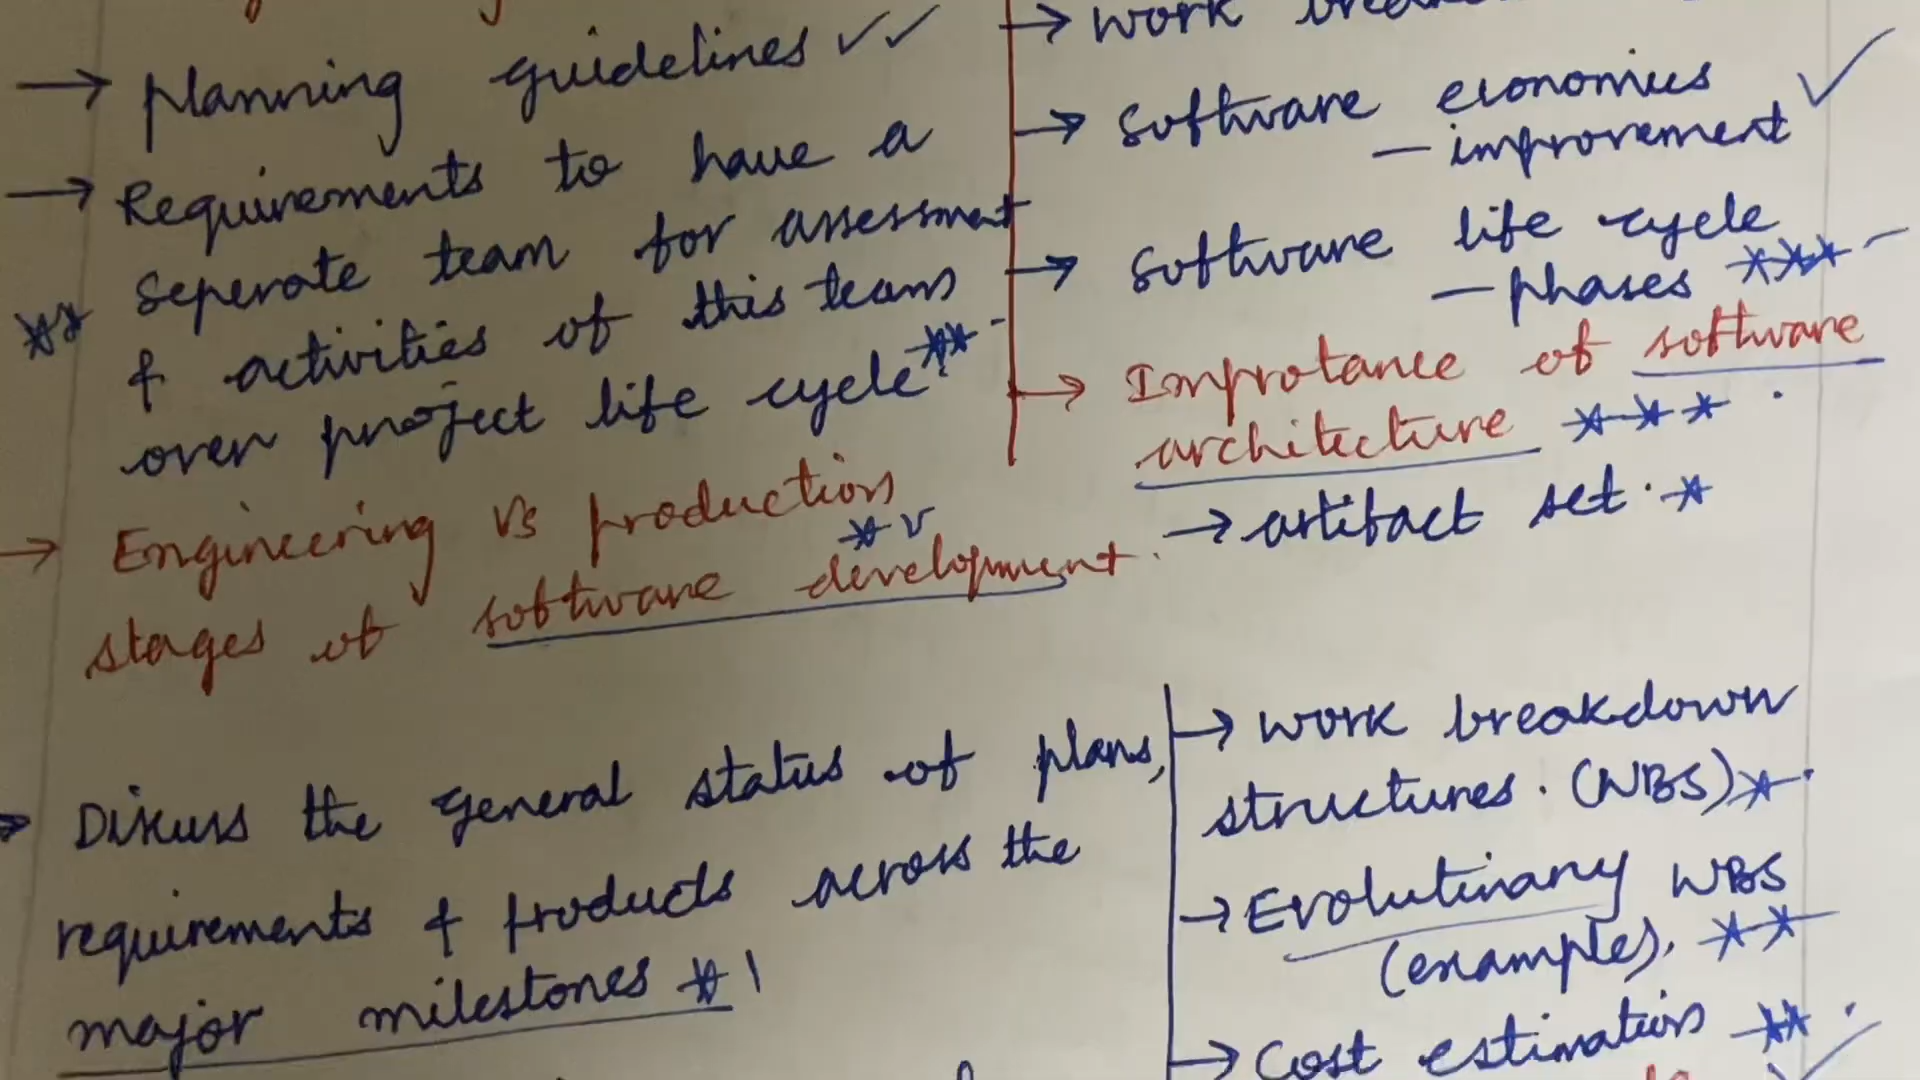 → planning guidelines ✓✓
→ Requirements to have a
seperate team for assessment
** & activities of this team
over project life cycle **
→ Engineering vs production
stages of software development. * v
→ work
→ software economics ✓
— improvement
→ software life cycle
— phases ***
→ Improtance of software
architecture ***
→ artifact set. *
→ Discuss the general status of plans,
requirements & products across the
major milestones *1
→ work breakdown
structures. (WBS) *
→ Evolutinary WBS
(examples). **
→ Cost estimation **